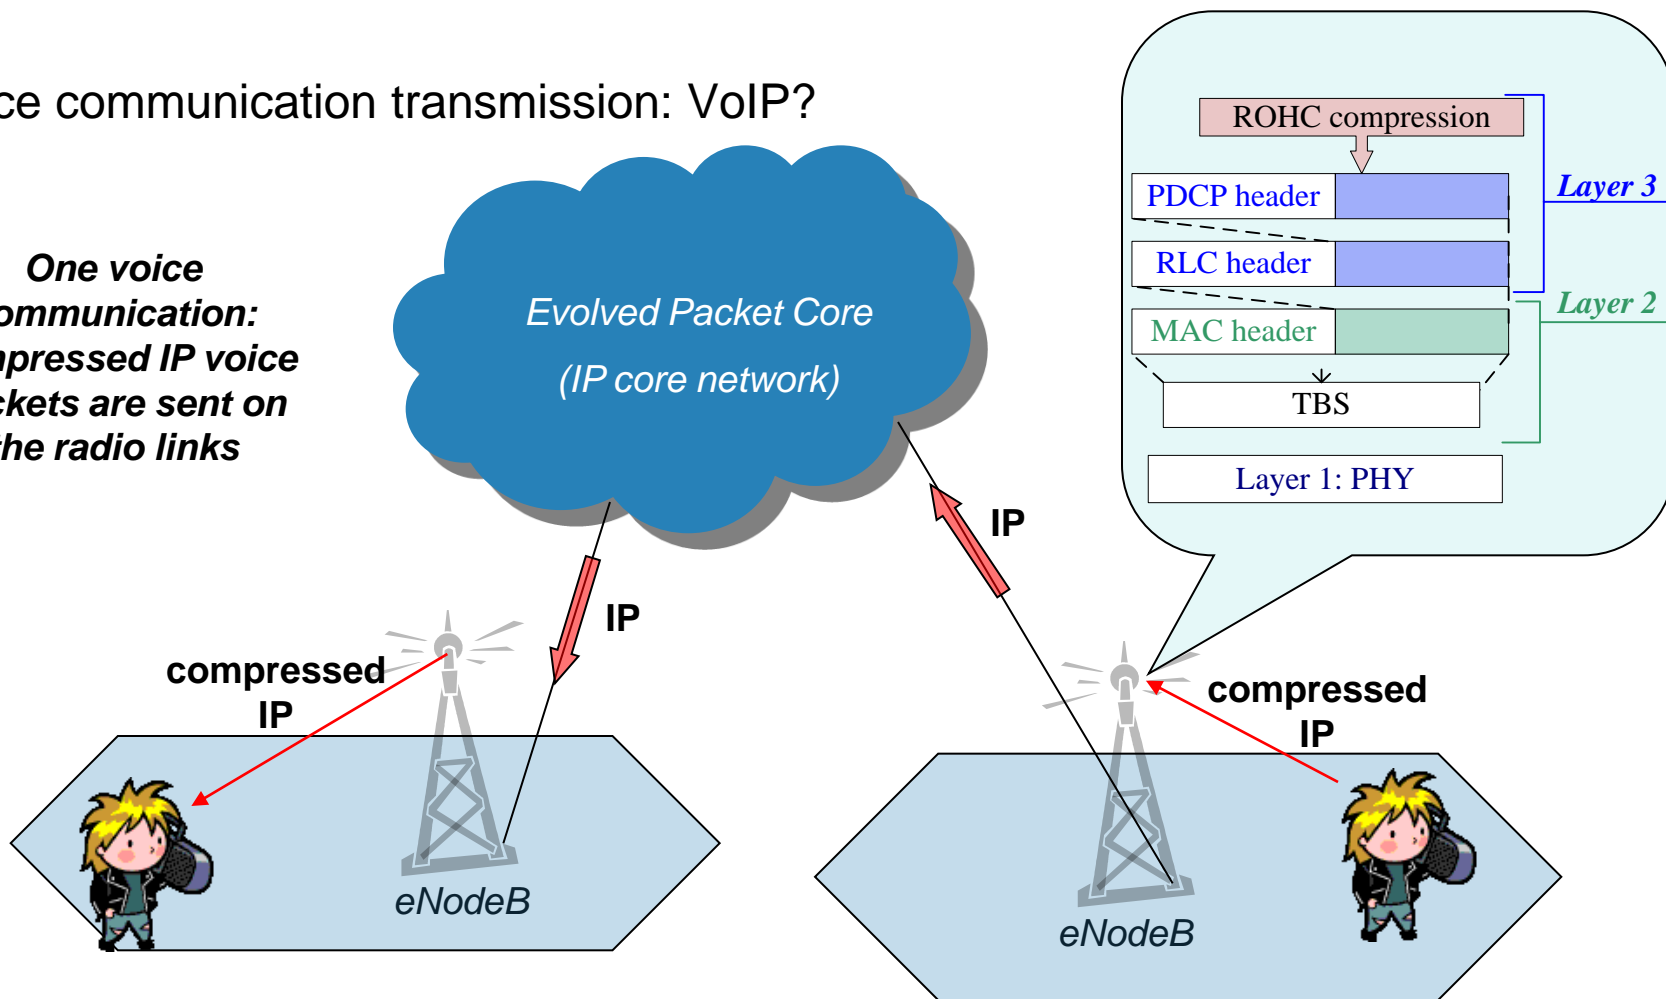 ce communication transmission: VoIP?
One voice
ommunication:
mpressed IP voice
ckets are sent on
the radio links
Evolved Packet Core
(IP core network)
ROHC compression
PDCP header
Layer 3
RLC header
Layer 2
MAC header
TBS
Layer 1: PHY
IP
IP
compressed
IP
compressed
IP
eNodeB
eNodeB